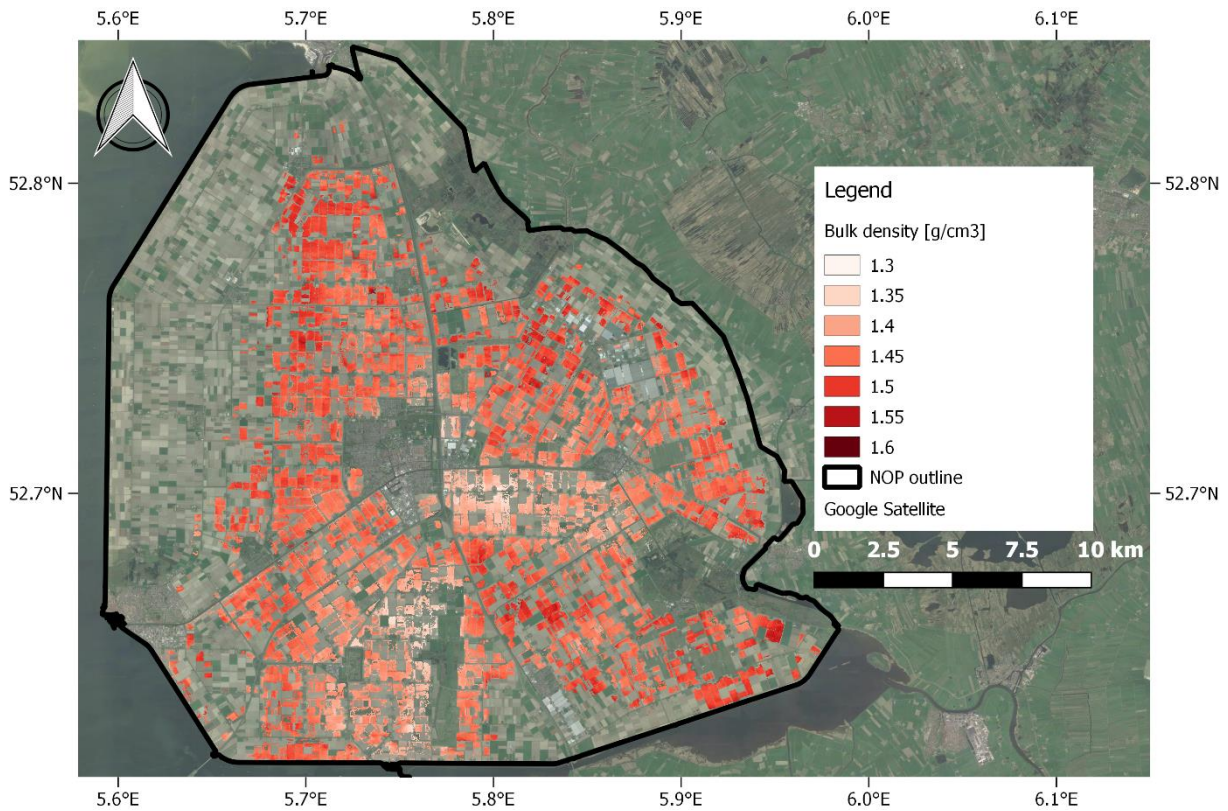 5.6°E 5.7°E 5.8°E 5.9°E 6.0°E 6.1°E
52.8°N 52.8°N
Legend
Bulk density [g/cm3]
1.3
1.35
1.4
1.45
1.5
1.55
1.6
NOP outline
Google Satellite
52.7°N 52.7°N
0 2.5 5 7.5 10 km
5.6°E 5.7°E 5.8°E 5.9°E 6.0°E 6.1°E